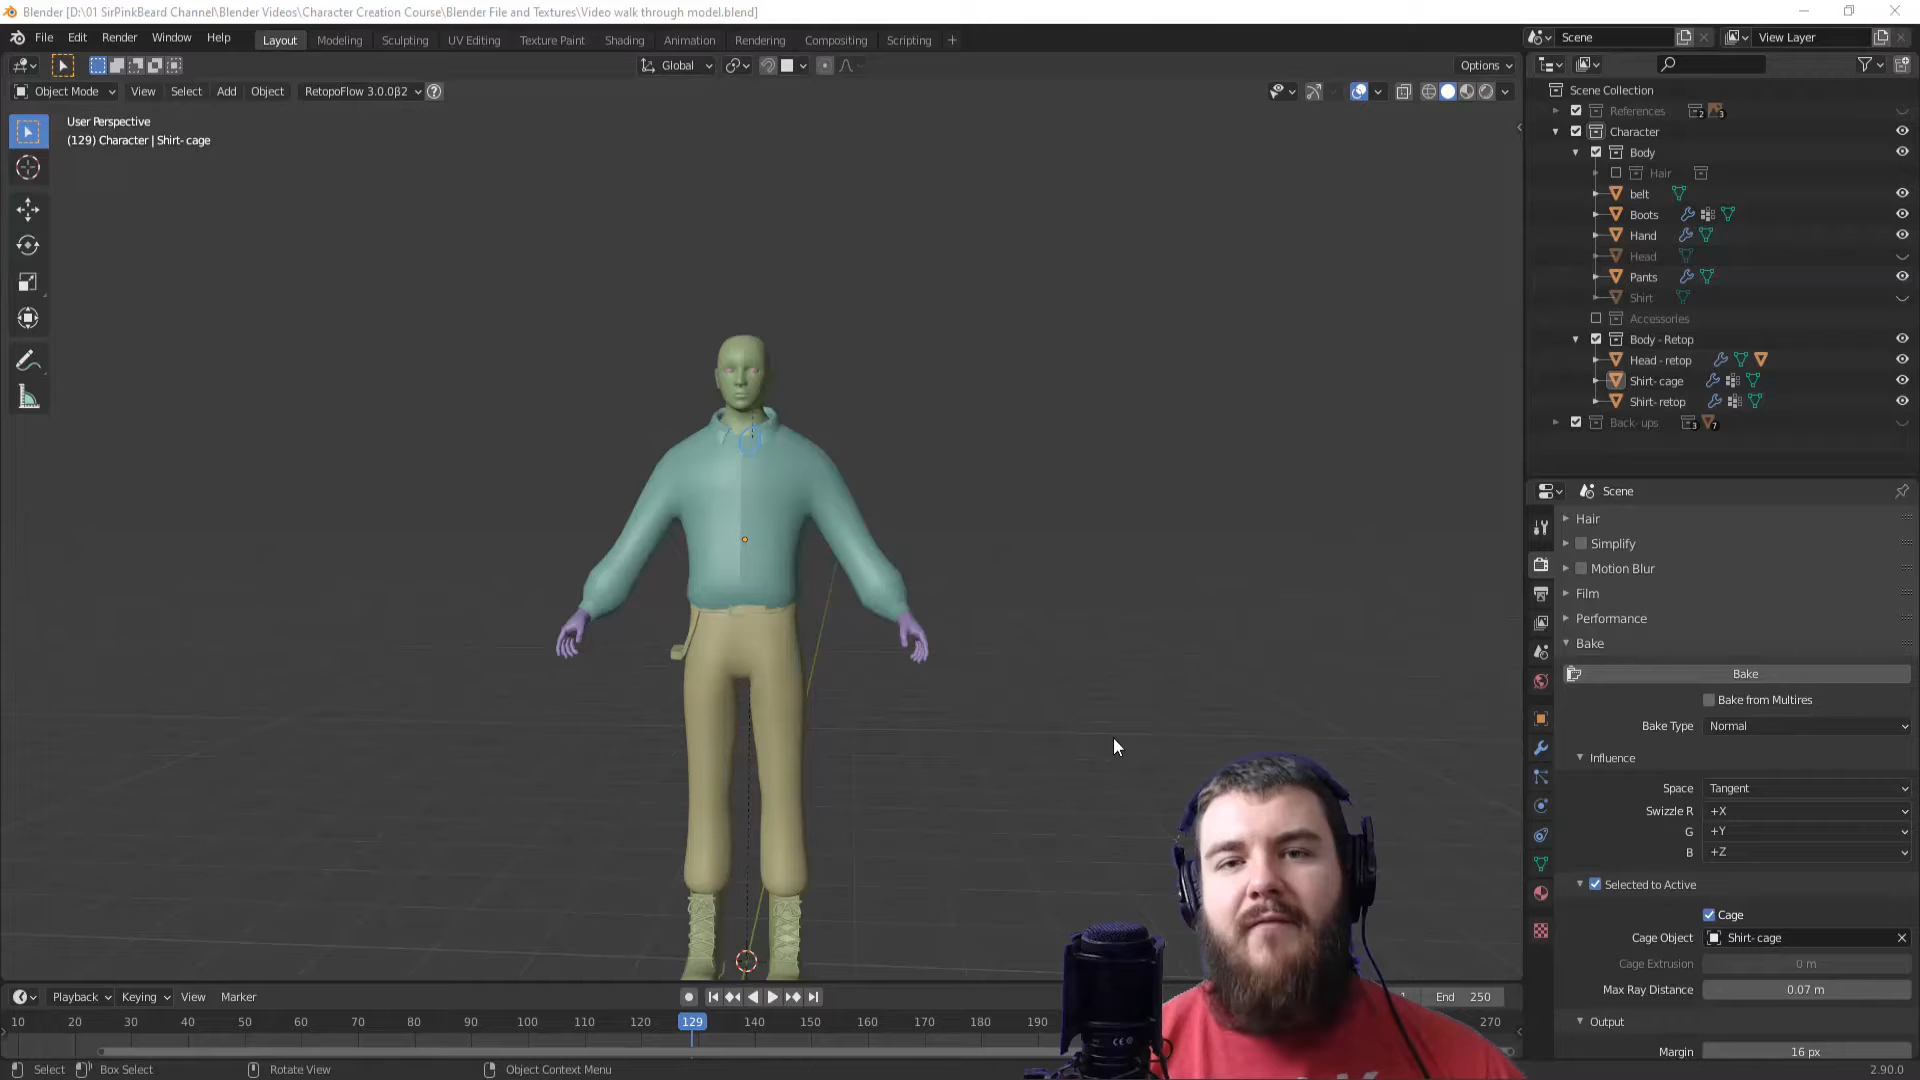 Blender [D:\01 SirPinkBeard Channel\Blender Videos\Character Creation Course\Blender File and Textures\Video walk through model.blend]
File Edit Render Window Help Layout Modeling Sculpting UV Editing Texture Paint Shading Animation Rendering Compositing Scripting + Scene View Layer
Global Options
Object Mode View Select Add Object RetopoFlow 3.0.0β2 ?
User Perspective
(129) Character | Shirt- cage
Scene Collection
References 2 3
Character
Body
Hair
belt
Boots
Hand
Head
Pants
Shirt
Accessories
Body - Retop
Head - retop
Shirt- cage
Shirt- retop
Back- ups 3 7
Scene
Hair
Simplify
Motion Blur
Film
Performance
Bake
Bake
Bake from Multires
Bake Type Normal
Influence
Space Tangent
Swizzle R +X
G +Y
B +Z
Selected to Active
Cage
Cage Object Shirt- cage
Cage Extrusion 0 m
Max Ray Distance 0.07 m
Output
Margin 16 px
Playback Keying View Marker 1 End 250
10 20 30 40 50 60 70 80 90 100 110 120 129 140 150 160 170 180 190 270
Select Box Select Rotate View Object Context Menu 2.90.0